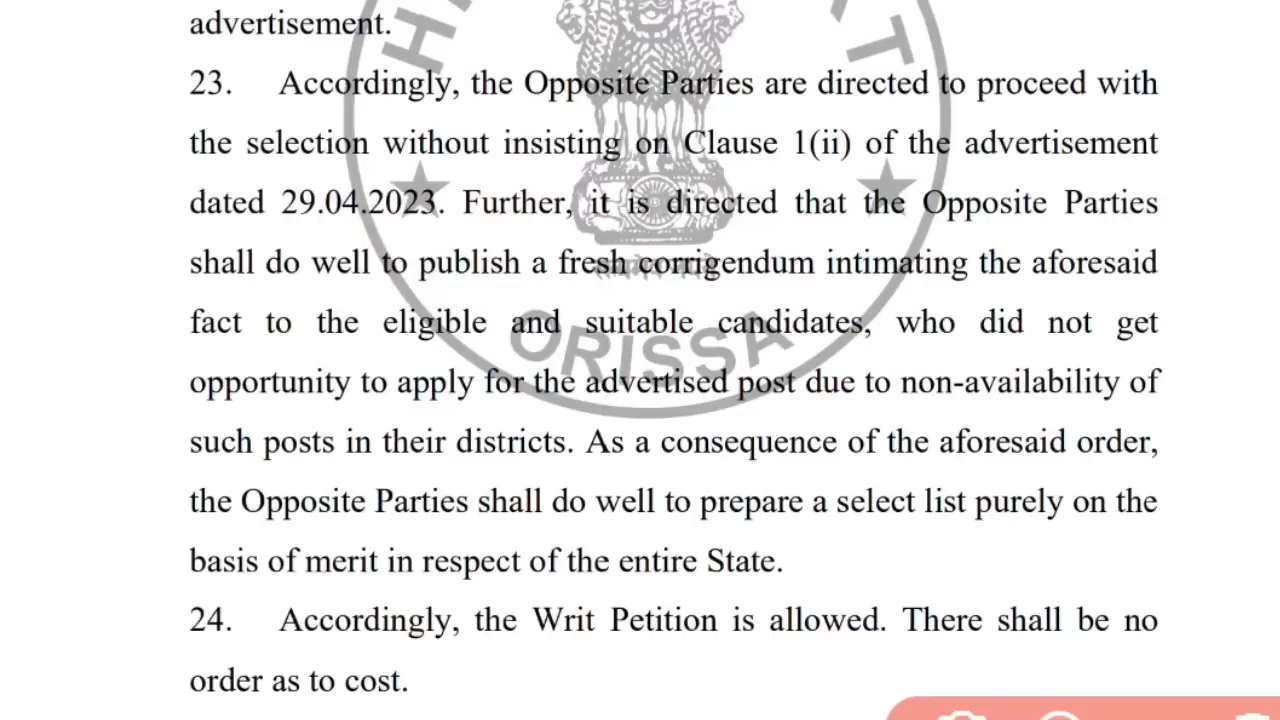 advertisement.
23. Accordingly, the Opposite Parties are directed to proceed with
the selection without insisting on Clause 1(ii) of the advertisement
dated 29.04.2023. Further, it is directed that the Opposite Parties
shall do well to publish a fresh corrigendum intimating the aforesaid
fact to the eligible and suitable candidates, who did not get
opportunity to apply for the advertised post due to non-availability of
such posts in their districts. As a consequence of the aforesaid order,
the Opposite Parties shall do well to prepare a select list purely on the
basis of merit in respect of the entire State.
24. Accordingly, the Writ Petition is allowed. There shall be no
order as to cost.
ORISSA